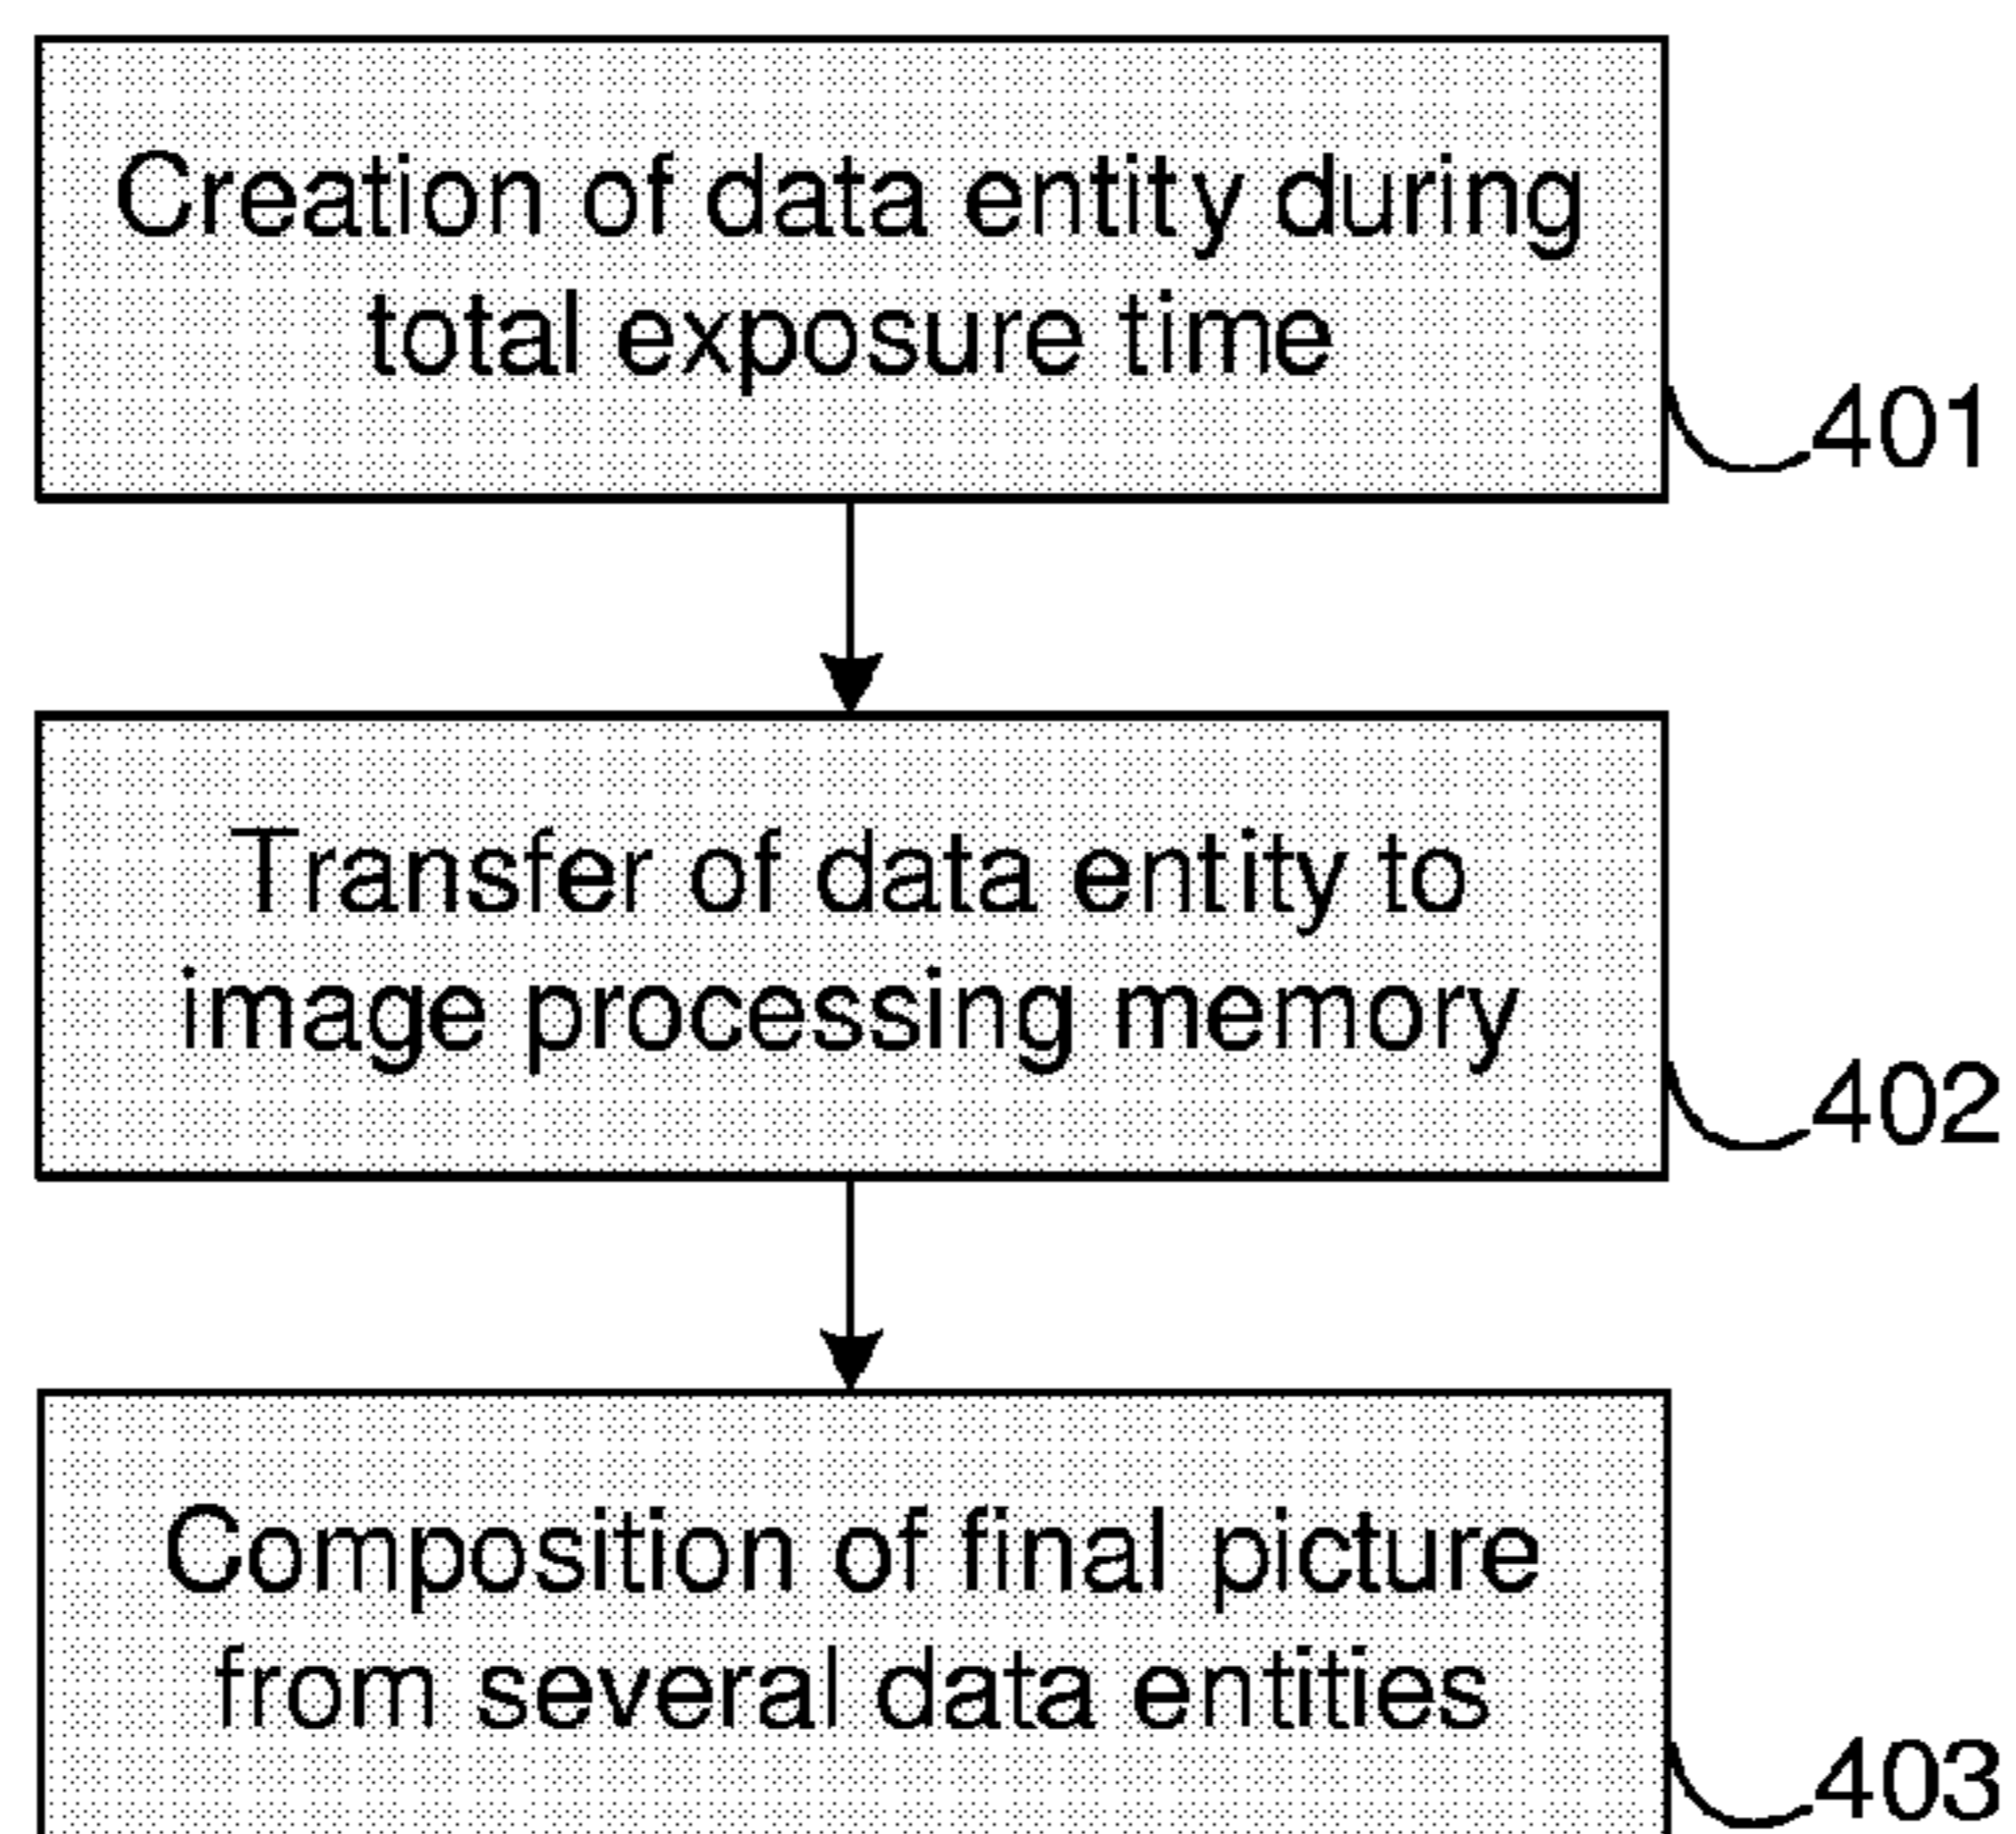 Creation of data entity during
total exposure time
401
Transfer of data entity to
image processing memory
402
Composition of final picture
from several data entities
403